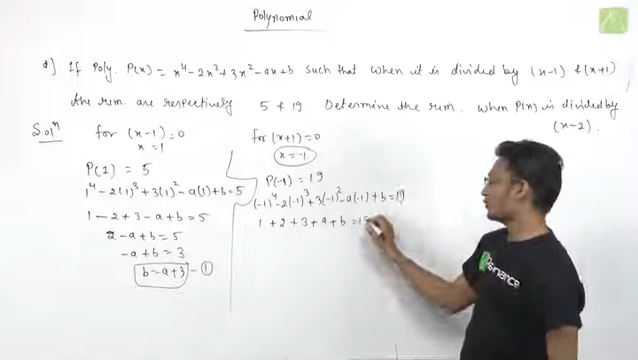 Polynomial
Q] If Poly. P(x) = x⁴ - 2x³ + 3x² - ax + b such that when it is divided by (x-1) & (x+1)
the rem. are respectively 5 & 19 Determine the rem. when P(x) is divided by
(x-2).
Solⁿ
for (x-1) = 0
x = 1
P(1) = 5
1⁴ - 2(1)³ + 3(1)² - a(1) + b = 5
1 - 2 + 3 - a + b = 5
2 - a + b = 5
-a + b = 3
b = a + 3 - ①
for (x+1) = 0
x = -1
P(-1) = 19
(-1)⁴ - 2(-1)³ + 3(-1)² - a(-1) + b = 19
1 + 2 + 3 + a + b = 19
finance